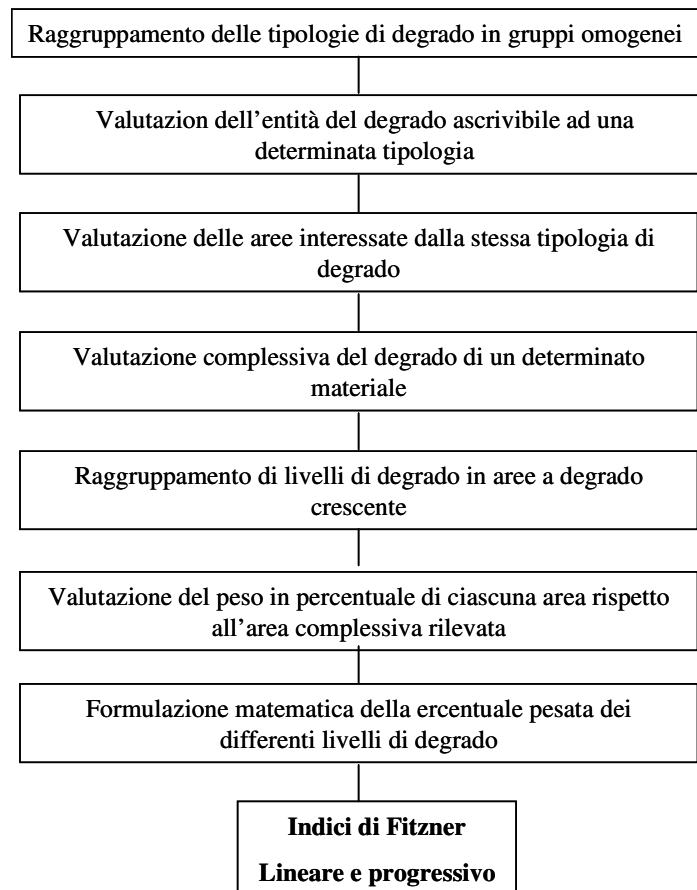 Raggruppamento delle tipologie di degrado in gruppi omogenei
Valutazion dell’entità del degrado ascrivibile ad una
determinata tipologia
Valutazione delle aree interessate dalla stessa tipologia di
degrado
Valutazione complessiva del degrado di un determinato
materiale
Raggruppamento di livelli di degrado in aree a degrado
crescente
Valutazione del peso in percentuale di ciascuna area rispetto
all’area complessiva rilevata
Formulazione matematica della ercentuale pesata dei
differenti livelli di degrado
Indici di Fitzner
Lineare e progressivo